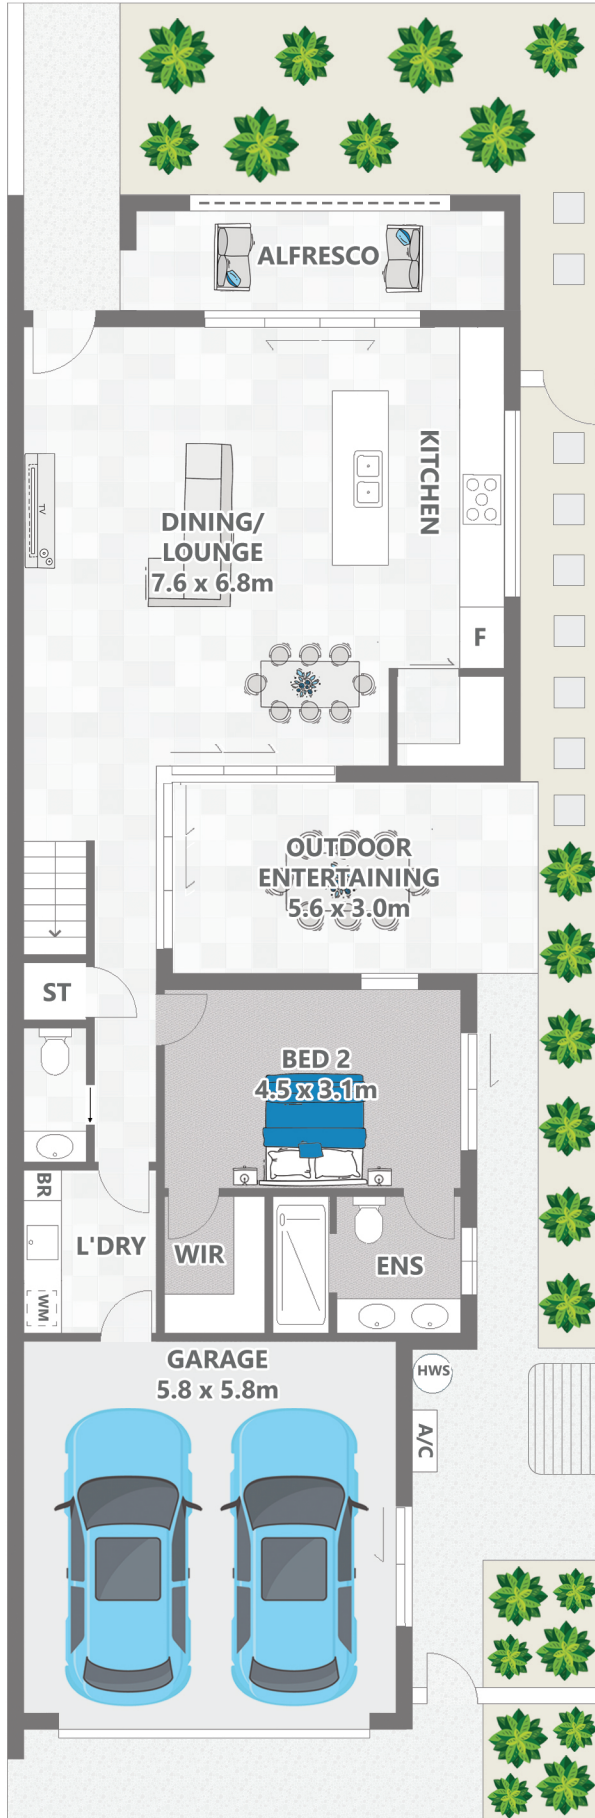 ALFRESCO
KITCHEN
TV
DINING/
LOUNGE
7.6 x 6.8m
F
OUTDOOR
ENTERTAINING
5.6 x 3.0m
ST
BED 2
4.5 x 3.1m
BR
L'DRY
WIR
ENS
WM
GARAGE
5.8 x 5.8m
HWS
A/C